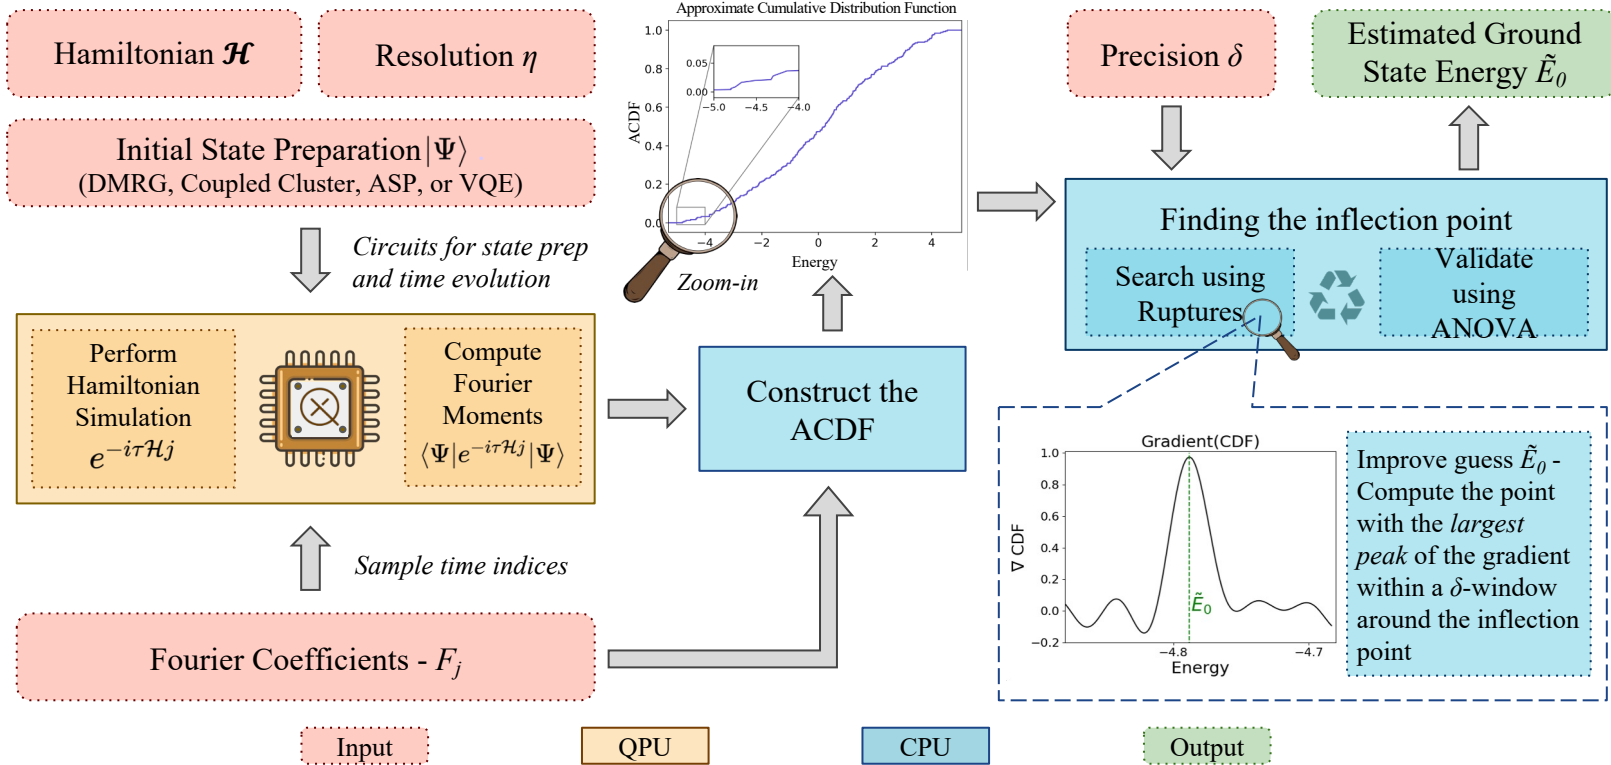 Hamiltonian 𝓗
Resolution η
Initial State Preparation |Ψ⟩
(DMRG, Coupled Cluster, ASP, or VQE)
Circuits for state prep
and time evolution
Perform
Hamiltonian
Simulation
e^{-iτℋj}
Compute
Fourier
Moments
⟨Ψ|e^{-iτℋj}|Ψ⟩
Sample time indices
Fourier Coefficients - F_j
Approximate Cumulative Distribution Function
ACDF
1.0
0.8
0.6
0.4
0.2
0.0
0.05
0.00
−5.0
−4.5
−4.0
−4
−2
0
2
4
Energy
Zoom-in
Construct the
ACDF
Precision δ
Estimated Ground
State Energy Ẽ_0
Finding the inflection point
Search using
Ruptures
Validate
using
ANOVA
Gradient(CDF)
∇ CDF
1.0
0.8
0.6
0.4
0.2
0.0
−0.2
Ẽ_0
−4.8
−4.7
Energy
Improve guess Ẽ_0 -
Compute the point
with the largest
peak of the gradient
within a δ-window
around the inflection
point
Input
QPU
CPU
Output